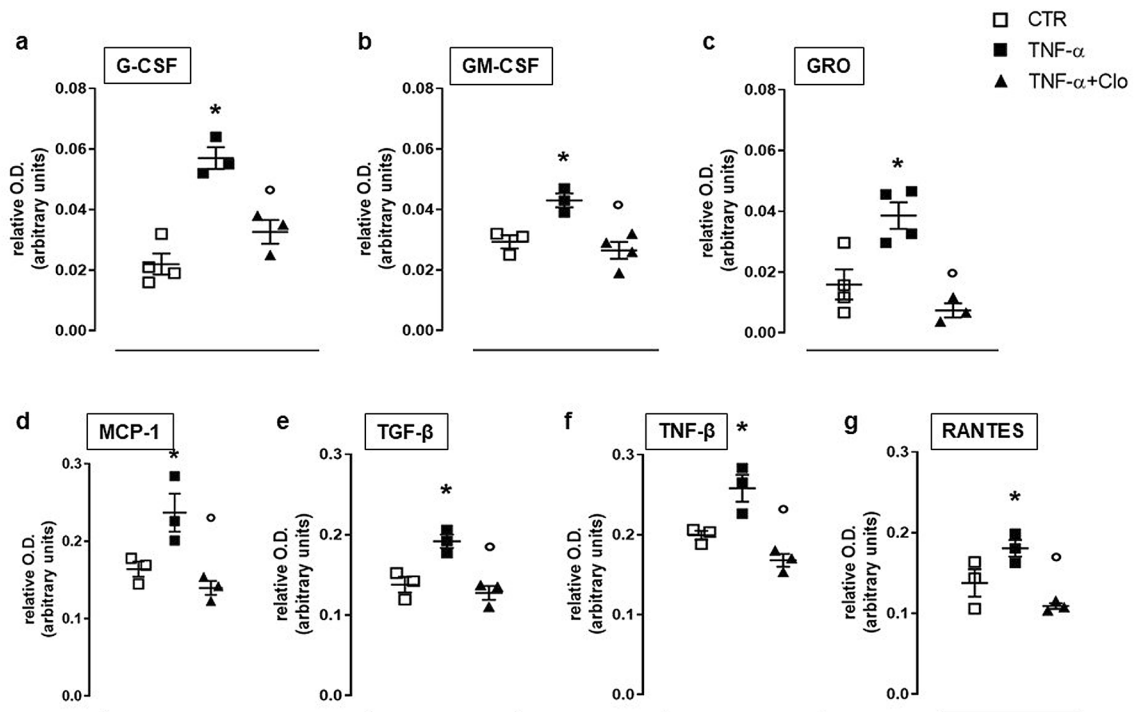 CTR
TNF-α
TNF-α+Clo
a
G-CSF
relative O.D.
(arbitrary units)
0.08
0.06
0.04
0.02
0.00
*
b
GM-CSF
relative O.D.
(arbitrary units)
0.08
0.06
0.04
0.02
0.00
*
c
GRO
relative O.D.
(arbitrary units)
0.08
0.06
0.04
0.02
0.00
*
d
MCP-1
relative O.D.
(arbitrary units)
0.3
0.2
0.1
0.0
*
e
TGF-β
relative O.D.
(arbitrary units)
0.3
0.2
0.1
0.0
*
f
TNF-β
relative O.D.
(arbitrary units)
0.3
0.2
0.1
0.0
*
g
RANTES
relative O.D.
(arbitrary units)
0.3
0.2
0.1
0.0
*